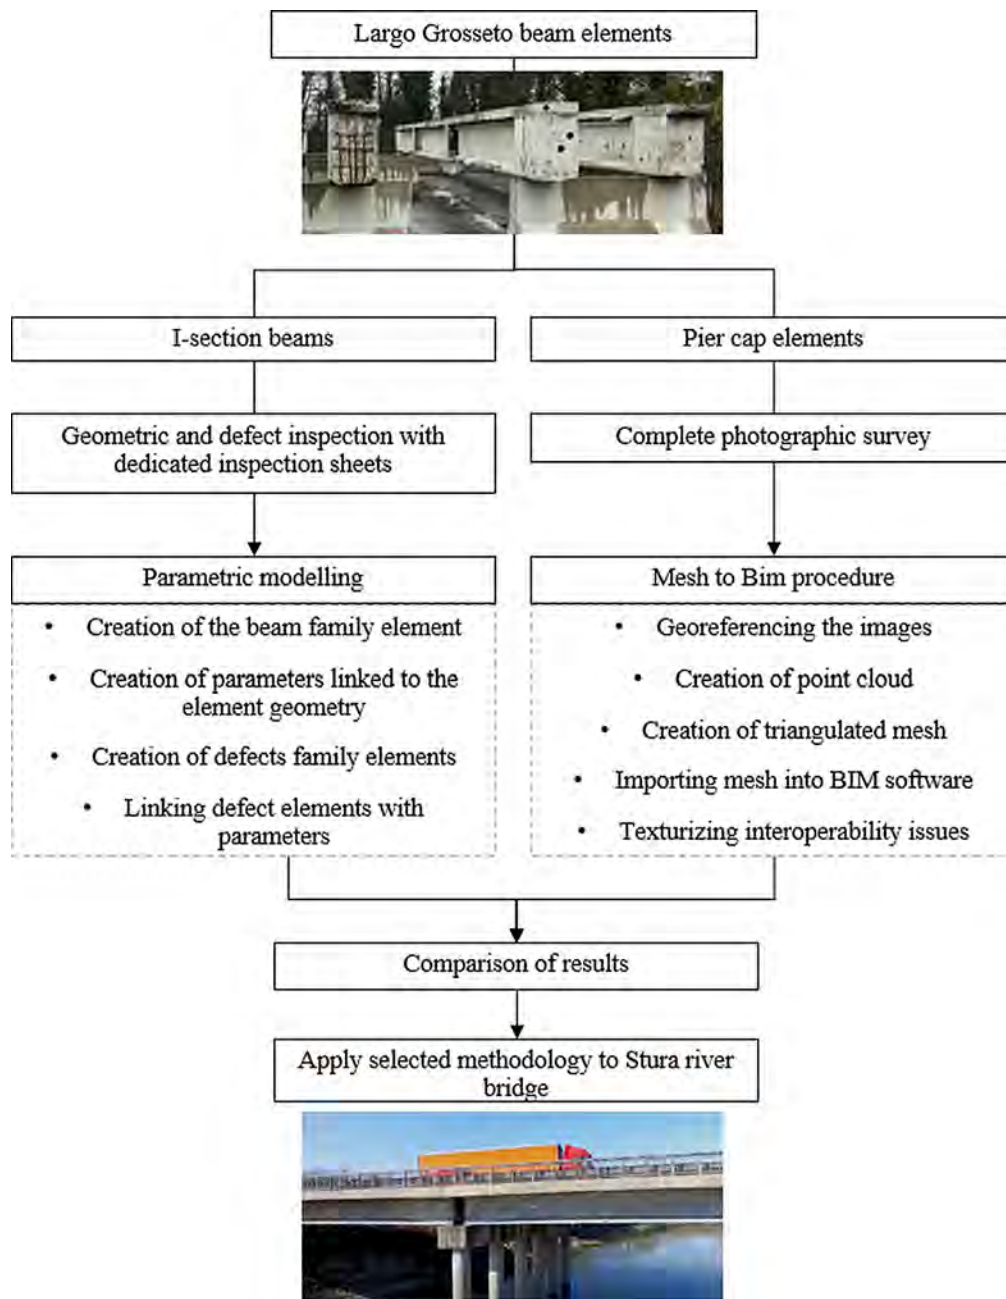 Largo Grosseto beam elements
I-section beams
Pier cap elements
Geometric and defect inspection with
dedicated inspection sheets
Complete photographic survey
Parametric modelling
• Creation of the beam family element
• Creation of parameters linked to the
element geometry
• Creation of defects family elements
• Linking defect elements with
parameters
Mesh to Bim procedure
• Georeferencing the images
• Creation of point cloud
• Creation of triangulated mesh
• Importing mesh into BIM software
• Texturizing interoperability issues
Comparison of results
Apply selected methodology to Stura river
bridge